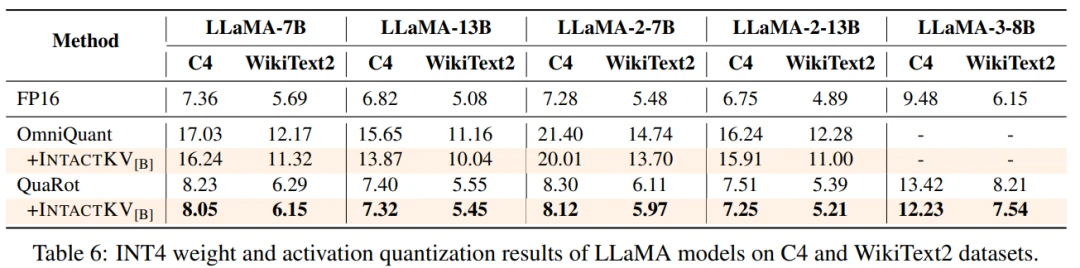 Method LLaMA-7B LLaMA-13B LLaMA-2-7B LLaMA-2-13B LLaMA-3-8B
C4 WikiText2 C4 WikiText2 C4 WikiText2 C4 WikiText2 C4 WikiText2
FP16 7.36 5.69 6.82 5.08 7.28 5.48 6.75 4.89 9.48 6.15
OmniQuant 17.03 12.17 15.65 11.16 21.40 14.74 16.24 12.28 - -
+INTACTKV[B] 16.24 11.32 13.87 10.04 20.01 13.70 15.91 11.00 - -
QuaRot 8.23 6.29 7.40 5.55 8.30 6.11 7.51 5.39 13.42 8.21
+INTACTKV[B] 8.05 6.15 7.32 5.45 8.12 5.97 7.25 5.21 12.23 7.54
Table 6: INT4 weight and activation quantization results of LLaMA models on C4 and WikiText2 datasets.